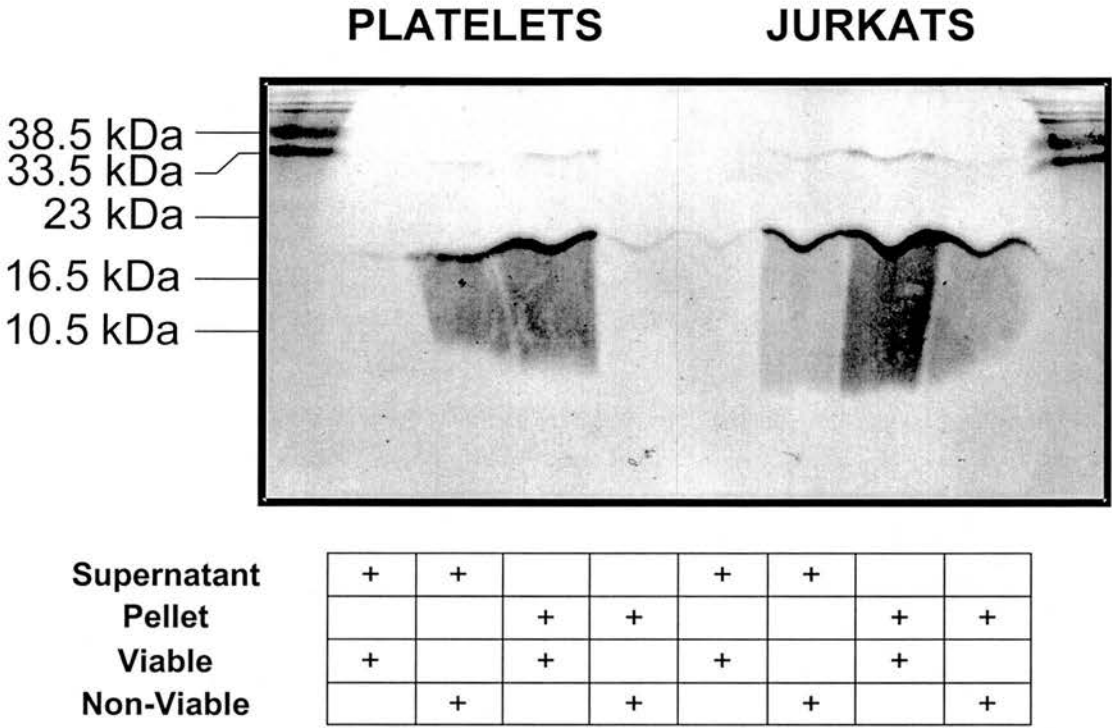 PLATELETS JURKATS
38.5 kDa
33.5 kDa
23 kDa
16.5 kDa
10.5 kDa
Supernatant + + + +
Pellet + + + +
Viable + + + +
Non-Viable + + + +